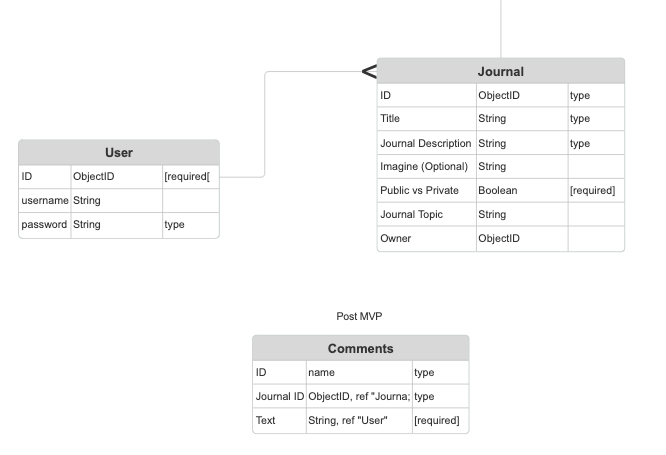 Journal
ID ObjectID type
Title String type
Journal Description String type
Imagine (Optional) String
Public vs Private Boolean [required]
Journal Topic String
Owner ObjectID
User
ID ObjectID [required[
username String
password String type
Post MVP
Comments
ID name type
Journal ID ObjectID, ref "Journa; type
Text String, ref "User" [required]